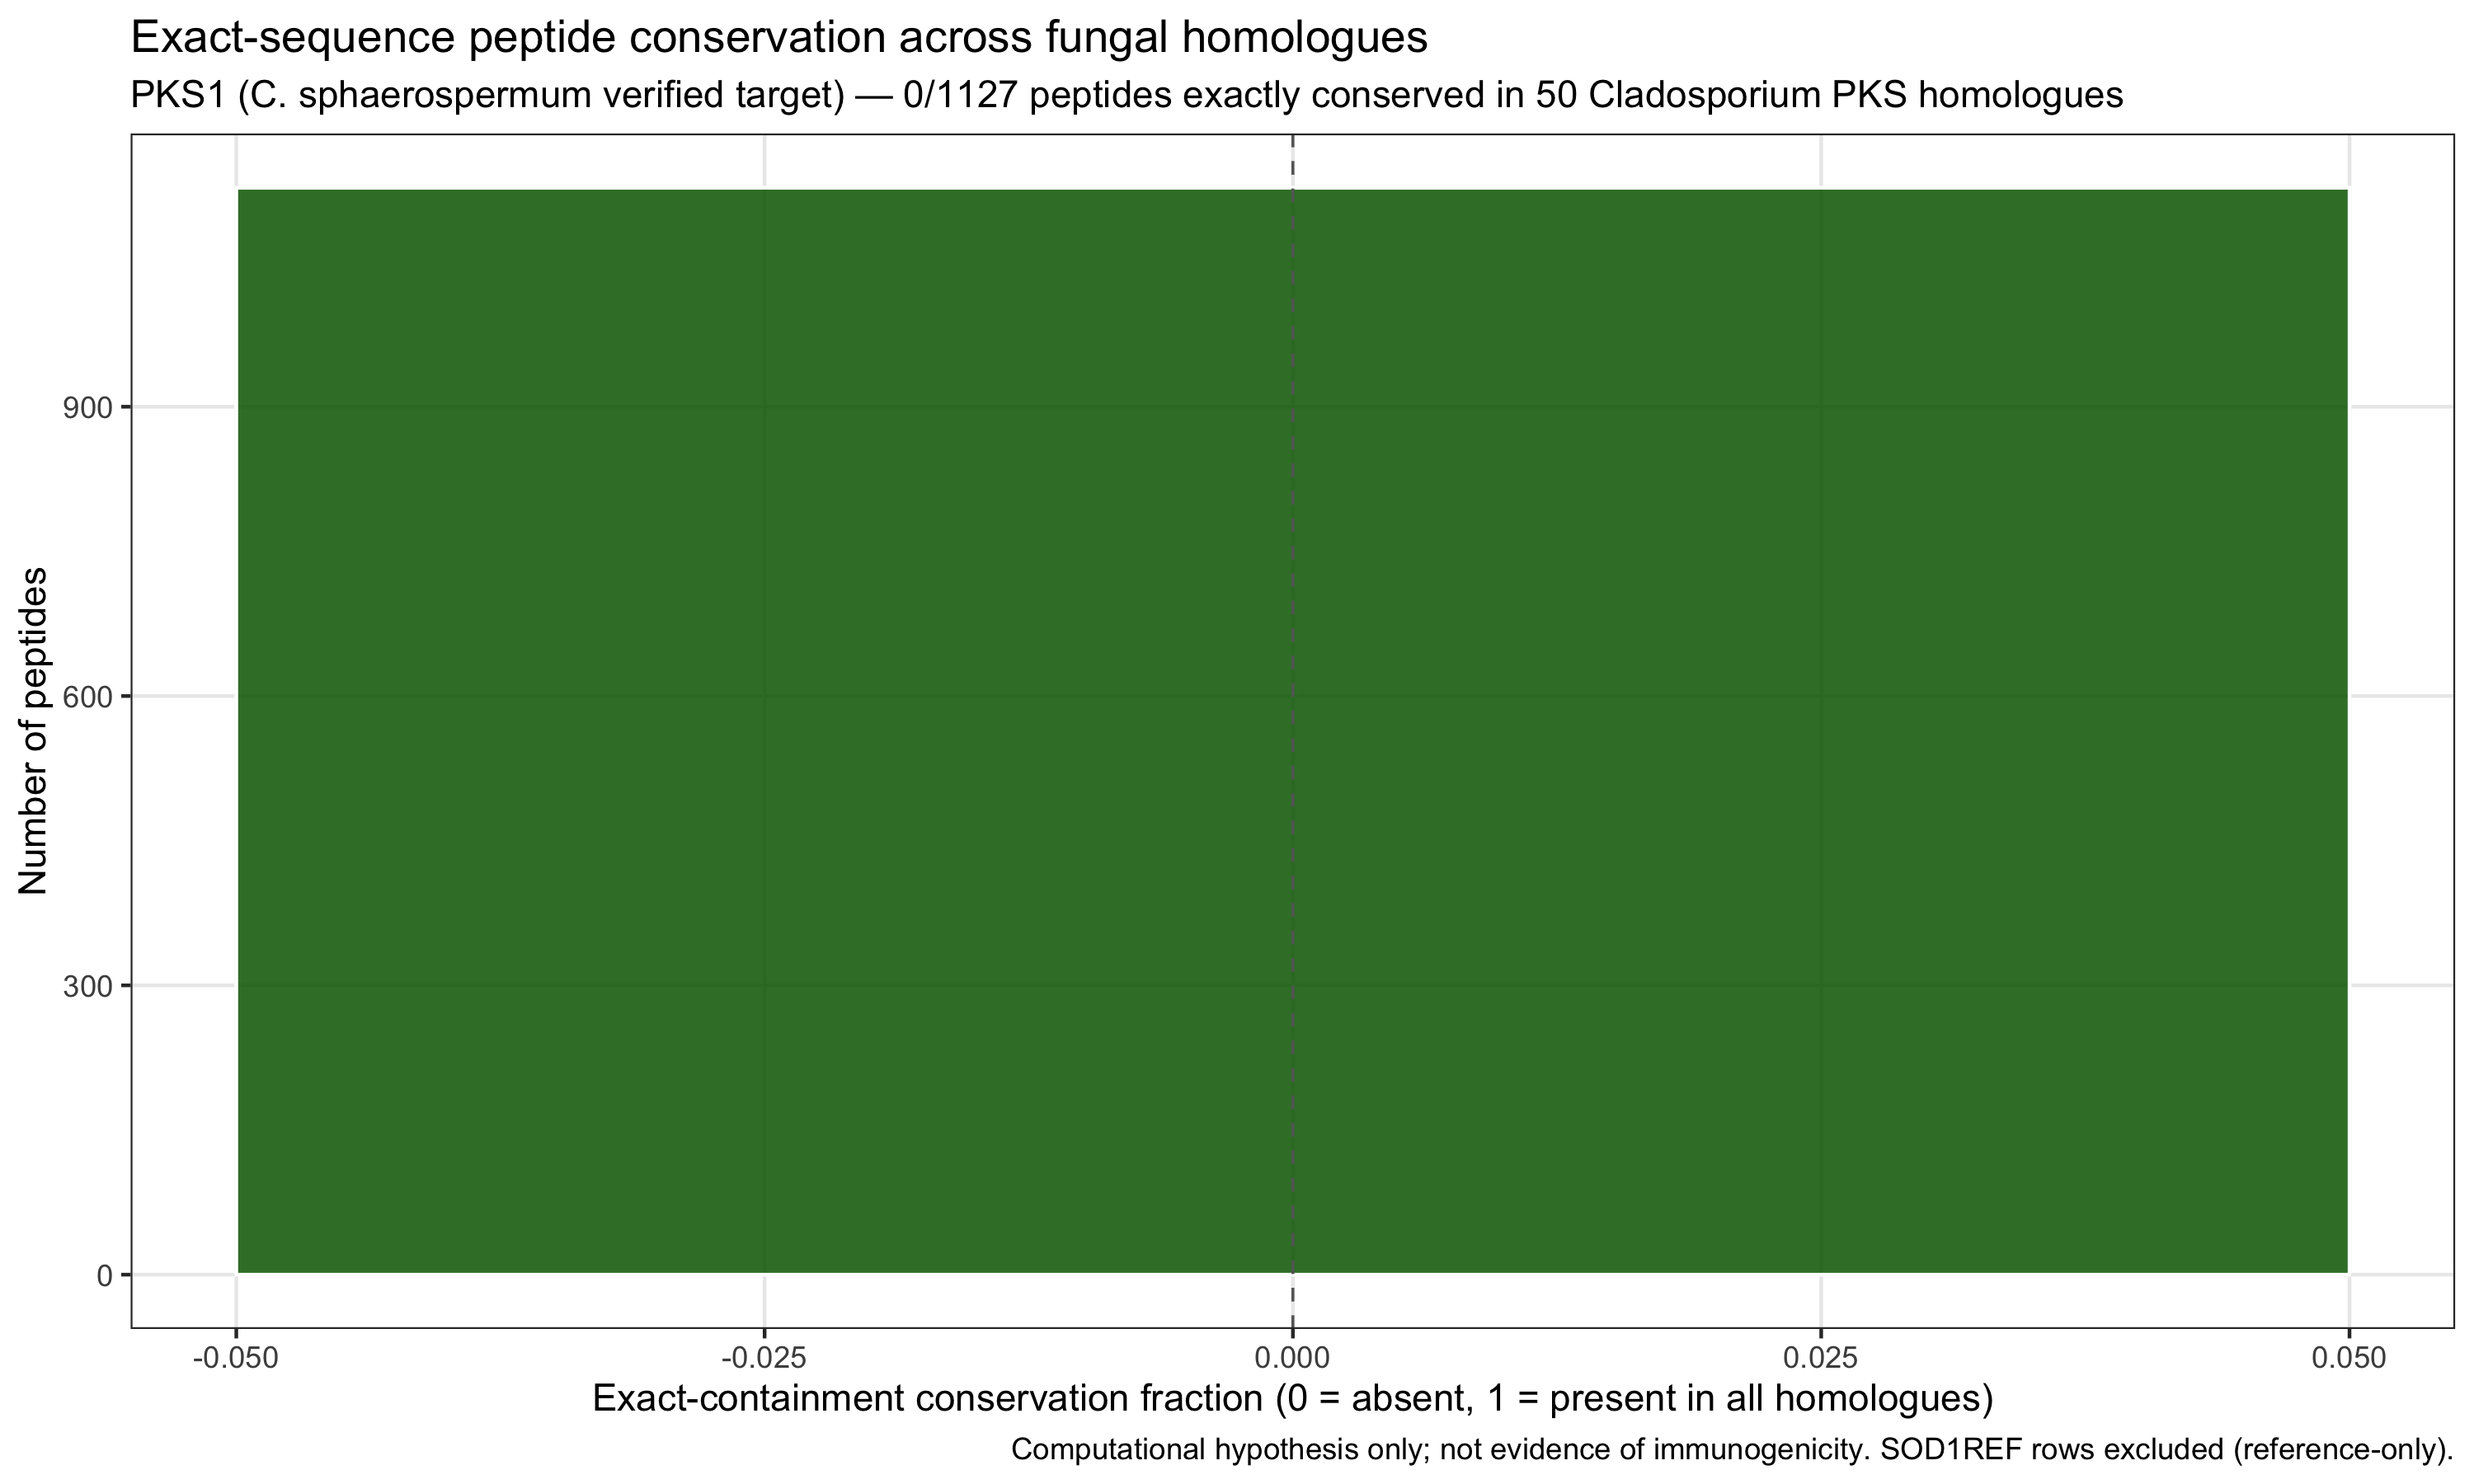 Exact-sequence peptide conservation across fungal homologues
PKS1 (C. sphaerospermum verified target) — 0/1127 peptides exactly conserved in 50 Cladosporium PKS homologues
Number of peptides
900
600
300
0
-0.050
-0.025
0.000
0.025
0.050
Exact-containment conservation fraction (0 = absent, 1 = present in all homologues)
Computational hypothesis only; not evidence of immunogenicity. SOD1REF rows excluded (reference-only).